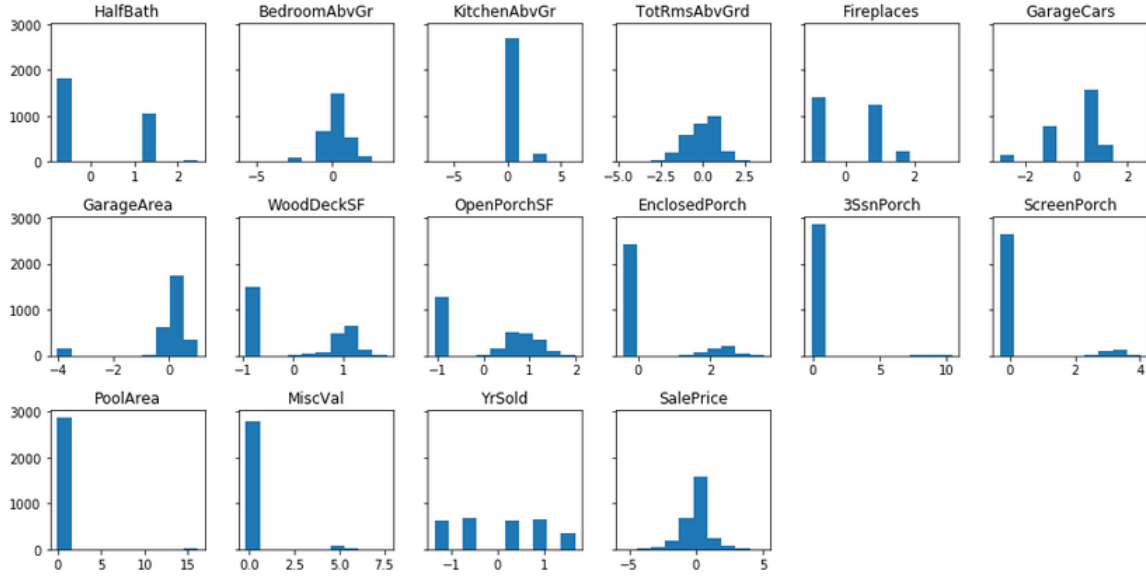 HalfBath BedroomAbvGr KitchenAbvGr TotRmsAbvGrd Fireplaces GarageCars
3000
2000
1000
0
0 1 2 −5 0 −5 0 5 −5.0 −2.5 0.0 2.5 0 2 −2 0 2
GarageArea WoodDeckSF OpenPorchSF EnclosedPorch 3SsnPorch ScreenPorch
3000
2000
1000
0
−4 −2 0 −1 0 1 −1 0 1 2 0 2 0 5 10 0 2 4
PoolArea MiscVal YrSold SalePrice
3000
2000
1000
0
0 5 10 15 0.0 2.5 5.0 7.5 −1 0 1 −5 0 5